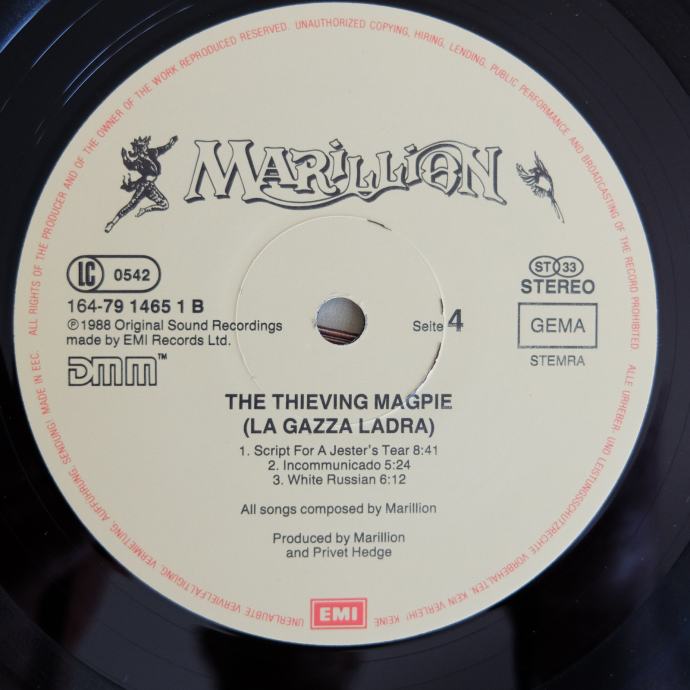 ALL RIGHTS OF THE PRODUCER AND OF THE OWNER OF THE WORK REPRODUCED RESERVED. UNAUTHORIZED COPYING, HIRING, LENDING, PUBLIC PERFORMANCE AND BROADCASTING OF THE RECORD PROHIBITED.
ALLE URHEBER- UND LEISTUNGSSCHUTZRECHTE VORBEHALTEN. KEIN VERLEIH! KEINE UNERLAUBTE VERVIELFÄLTIGUNG, VERMIETUNG, AUFFÜHRUNG, SENDUNG! MADE IN EEC.
MARILLION
LC 0542
164-79 1465 1 B
℗ 1988 Original Sound Recordings
made by EMI Records Ltd.
DMM™
Seite 4
ST 33
STEREO
GEMA
STEMRA
THE THIEVING MAGPIE
(LA GAZZA LADRA)
1. Script For A Jester's Tear 8:41
2. Incommunicado 5:24
3. White Russian 6:12
All songs composed by Marillion
Produced by Marillion
and Privet Hedge
EMI